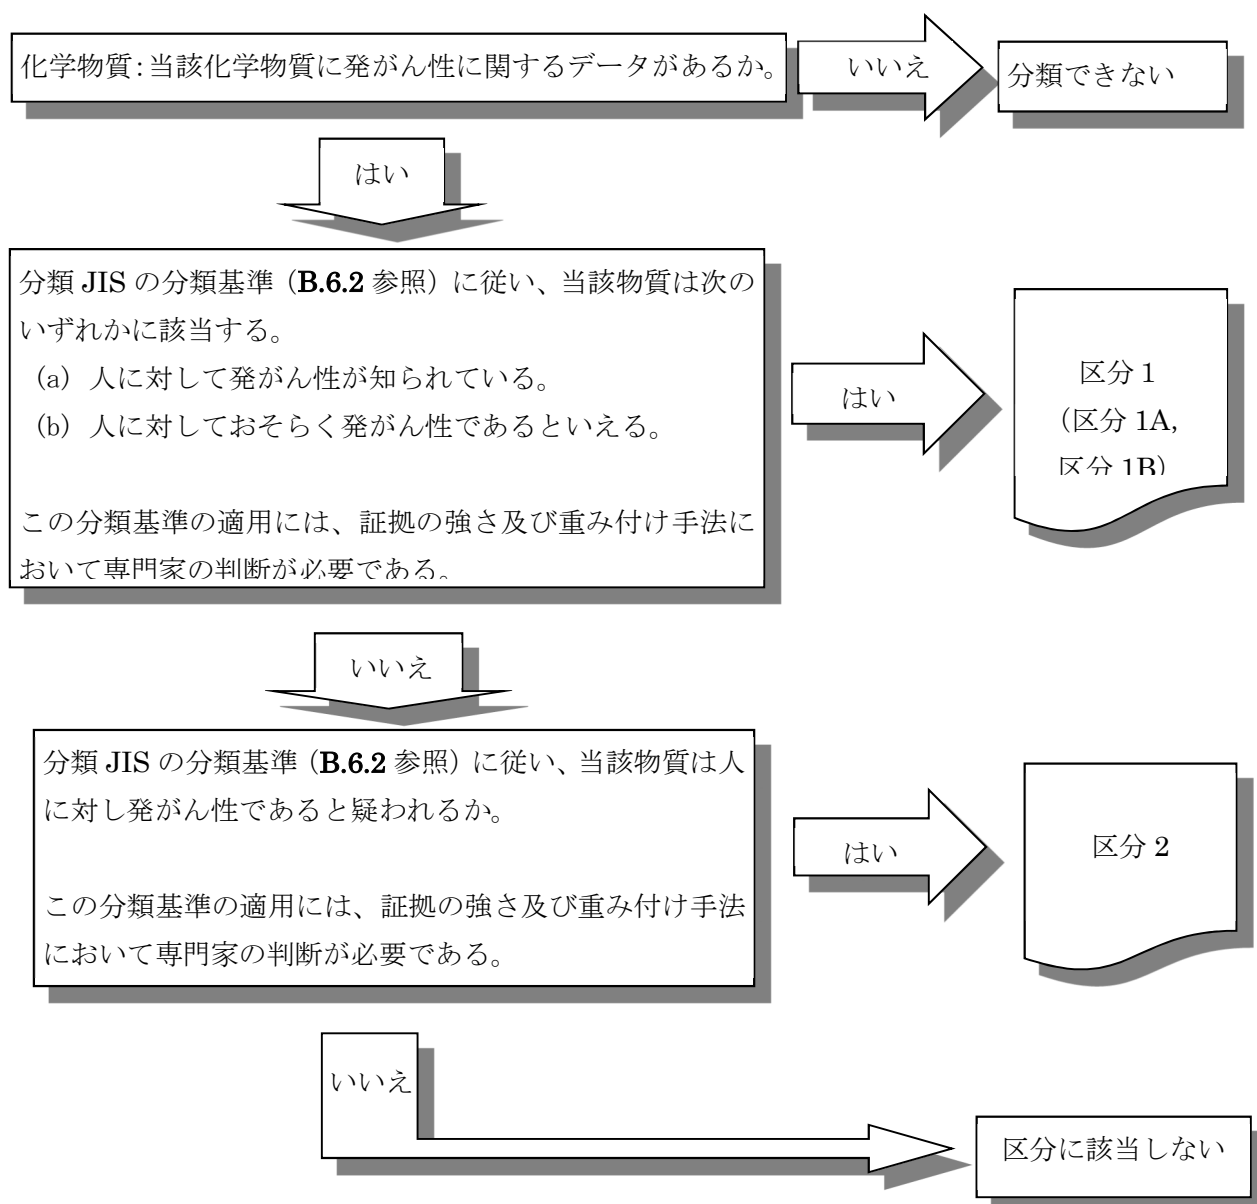 化学物質：当該化学物質に発がん性に関するデータがあるか。
いいえ
分類できない
はい
分類 JIS の分類基準（B.6.2 参照）に従い、当該物質は次の
いずれかに該当する。
(a) 人に対して発がん性が知られている。
(b) 人に対しておそらく発がん性であるといえる。
この分類基準の適用には、証拠の強さ及び重み付け手法に
おいて専門家の判断が必要である。
はい
区分 1
（区分 1A,
区分 1B）
いいえ
分類 JIS の分類基準（B.6.2 参照）に従い、当該物質は人
に対し発がん性であると疑われるか。
この分類基準の適用には、証拠の強さ及び重み付け手法
において専門家の判断が必要である。
はい
区分 2
いいえ
区分に該当しない